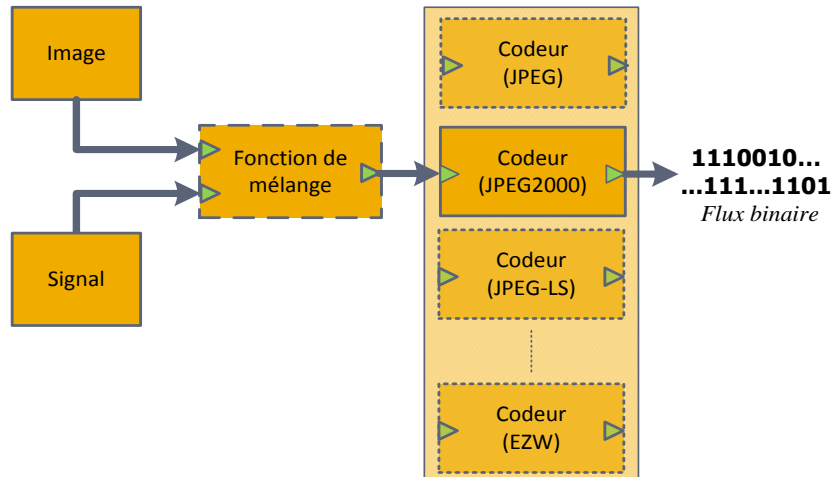 Image
Signal
Fonction de
mélange
Codeur
(JPEG)
Codeur
(JPEG2000)
Codeur
(JPEG-LS)
Codeur
(EZW)
1110010...
...111...1101
Flux binaire